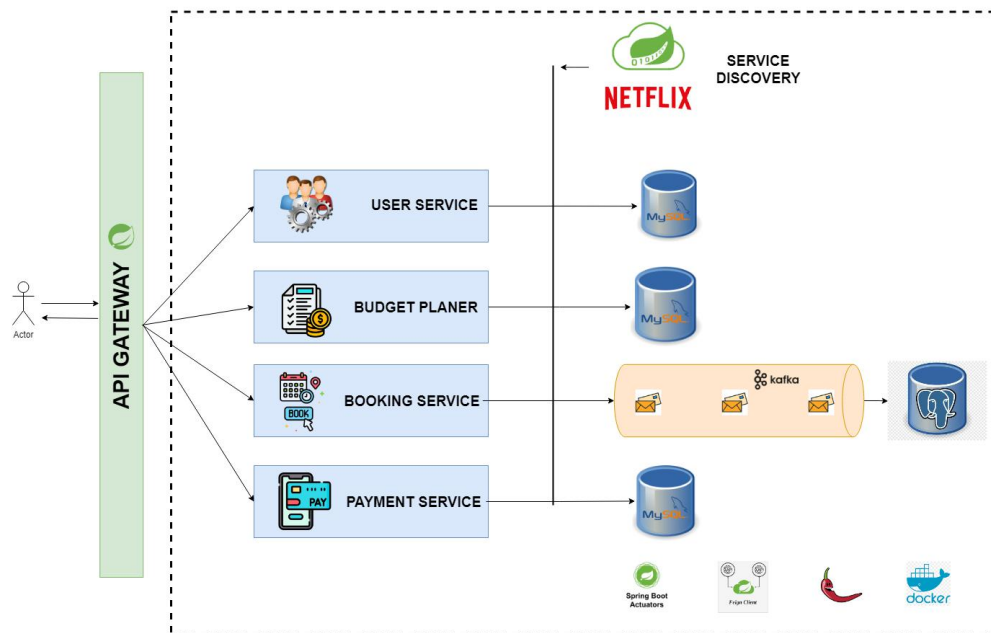 SERVICE
DISCOVERY
NETFLIX
API GATEWAY
Actor
USER SERVICE
MySQL
BUDGET PLANER
MySQL
BOOKING SERVICE
BOOK
kafka
PAYMENT SERVICE
PAY
MySQL
Spring Boot
Actuators
Feign Client
docker